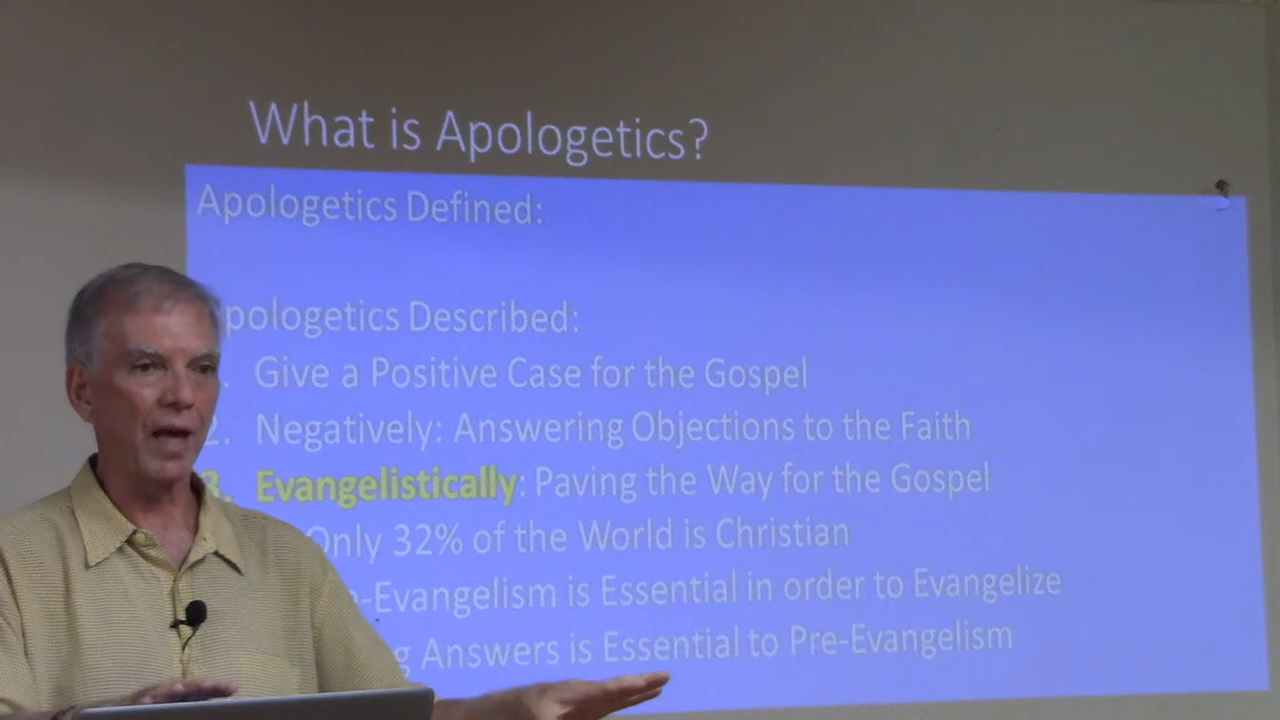 What is Apologetics?
Apologetics Defined:
pologetics Described:
. Give a Positive Case for the Gospel
2. Negatively: Answering Objections to the Faith
3. Evangelistically: Paving the Way for the Gospel
Only 32% of the World is Christian
e-Evangelism is Essential in order to Evangelize
g Answers is Essential to Pre-Evangelism